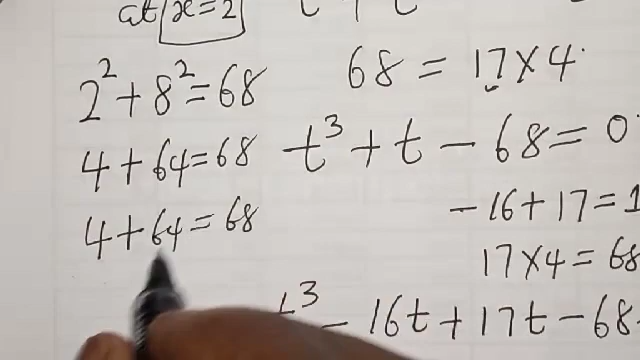 at x=2
2² + 8² = 68
4 + 64 = 68
4 + 64 = 68
68 = 17 × 4
t³ + t − 68 = 0
−16 + 17 = 1
17 × 4 = 68
t³ − 16t + 17t − 68